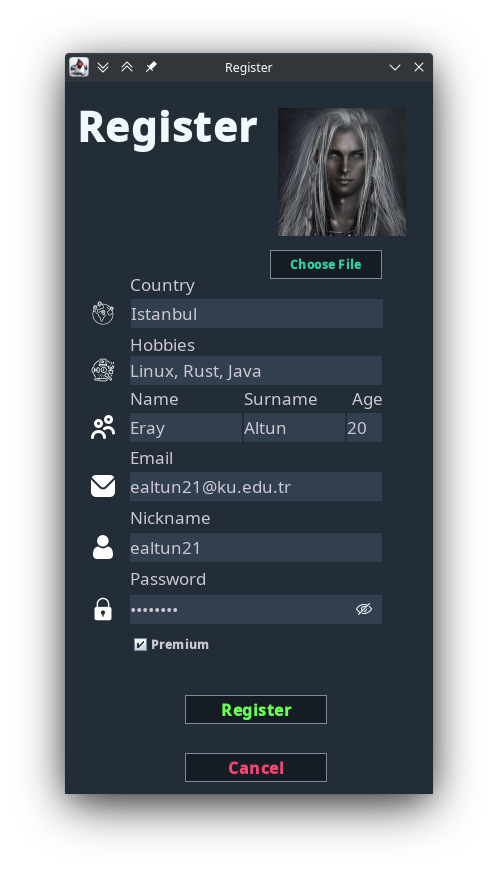 Register
Register
Choose File
Country
Istanbul
Hobbies
Linux, Rust, Java
Name Surname Age
Eray Altun 20
Email
ealtun21@ku.edu.tr
Nickname
ealtun21
Password
••••••••
Premium
Register
Cancel